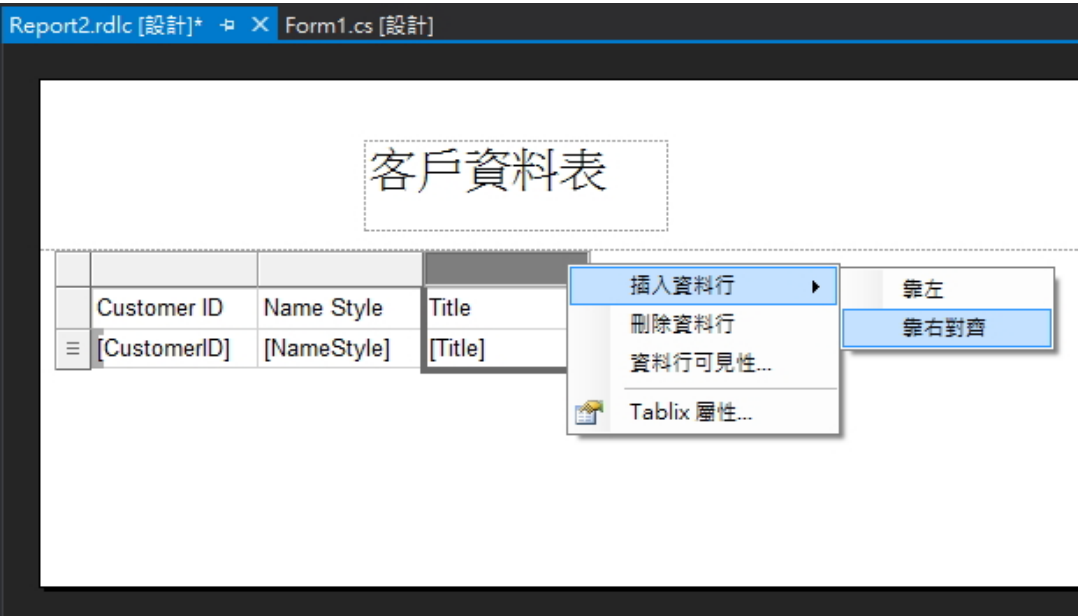 Report2.rdlc [設計]* Form1.cs [設計]
客戶資料表
Customer ID Name Style Title
[CustomerID] [NameStyle] [Title]
插入資料行
刪除資料行
資料行可見性...
Tablix 屬性...
靠左
靠右對齊